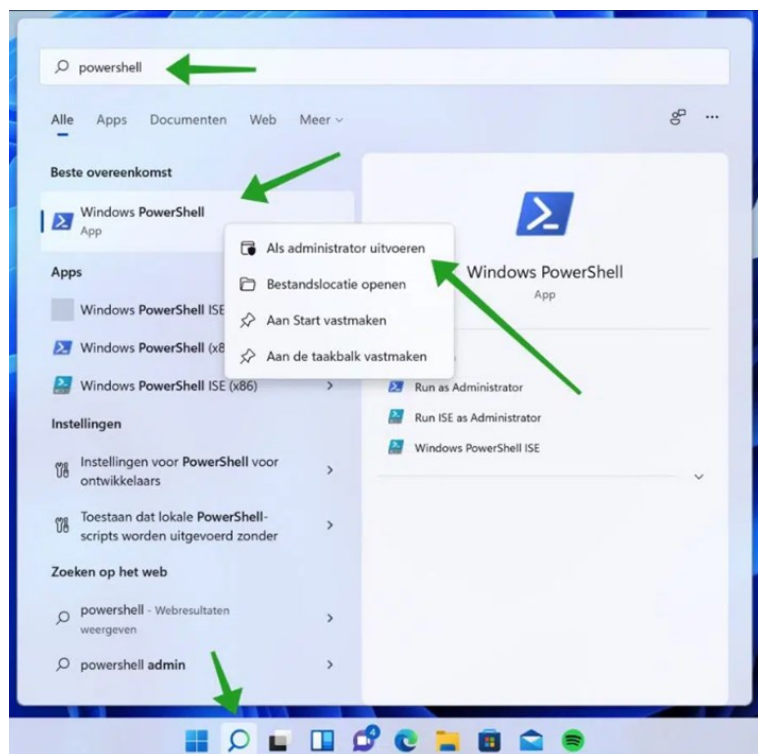 powershell
Alle Apps Documenten Web Meer
Beste overeenkomst
Windows PowerShell
App
Als administrator uitvoeren
Bestandslocatie openen
Aan Start vastmaken
Aan de taakbalk vastmaken
Apps
Windows PowerShell ISE
Windows PowerShell (x8
Windows PowerShell ISE (x86)
Instellingen
Instellingen voor PowerShell voor
ontwikkelaars
Toestaan dat lokale PowerShell-
scripts worden uitgevoerd zonder
Zoeken op het web
powershell - Webresultaten
weergeven
powershell admin
Windows PowerShell
App
Run as Administrator
Run ISE as Administrator
Windows PowerShell ISE
4